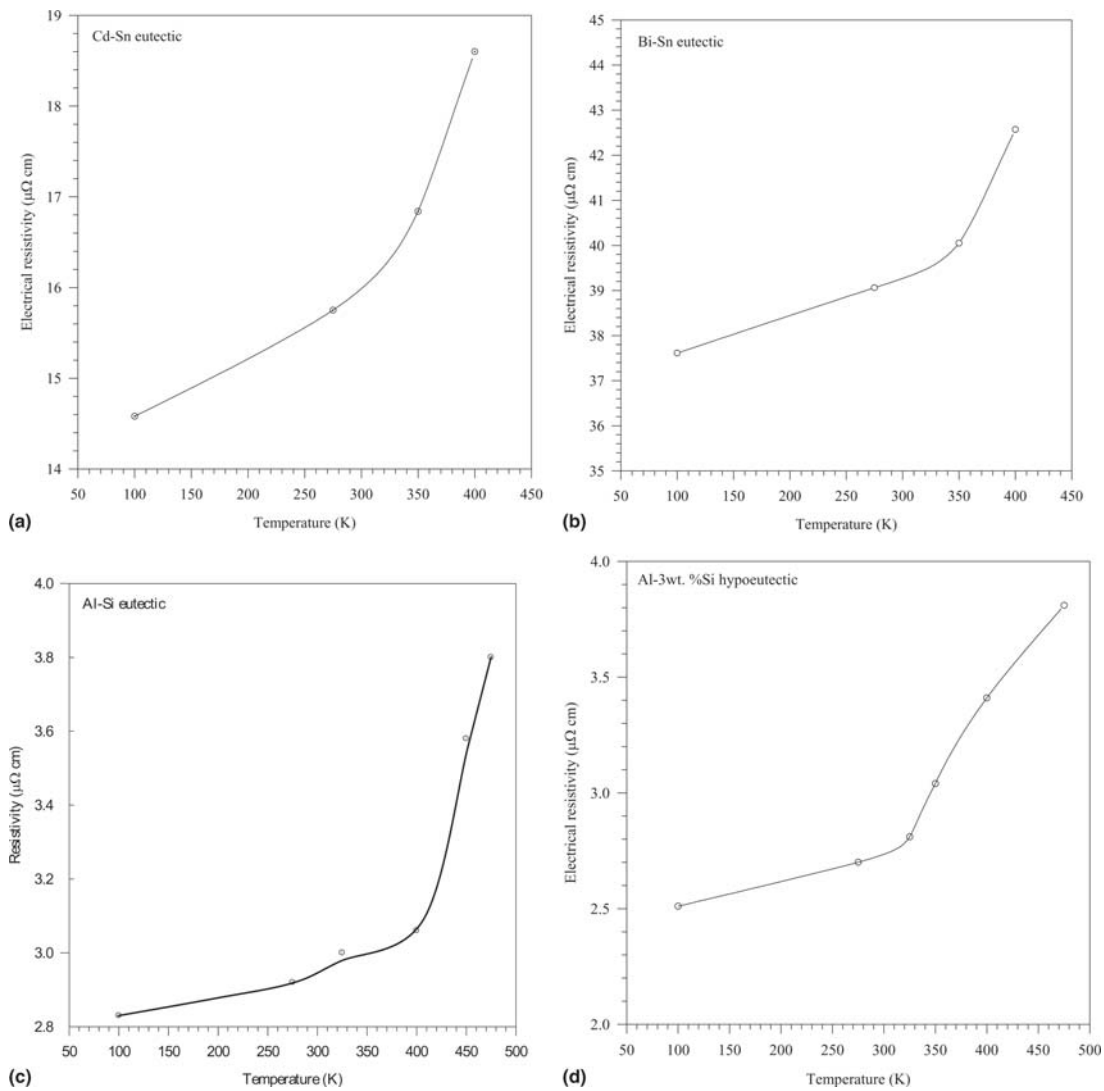 Cd-Sn eutectic
19
18
17
16
15
14
Electrical resistivity (μΩ cm)
50 100 150 200 250 300 350 400 450
Temperature (K)
(a)
Bi-Sn eutectic
45
44
43
42
41
40
39
38
37
36
35
Electrical resistivity (μΩ cm)
50 100 150 200 250 300 350 400 450
Temperature (K)
(b)
Al-Si eutectic
4.0
3.8
3.6
3.4
3.2
3.0
2.8
Resistivity (μΩ cm)
50 100 150 200 250 300 350 400 450 500
Temperature (K)
(c)
Al-3wt. %Si hypoeutectic
4.0
3.5
3.0
2.5
2.0
Electrical resistivity (μΩ cm)
50 100 150 200 250 300 350 400 450 500
Temperature (K)
(d)